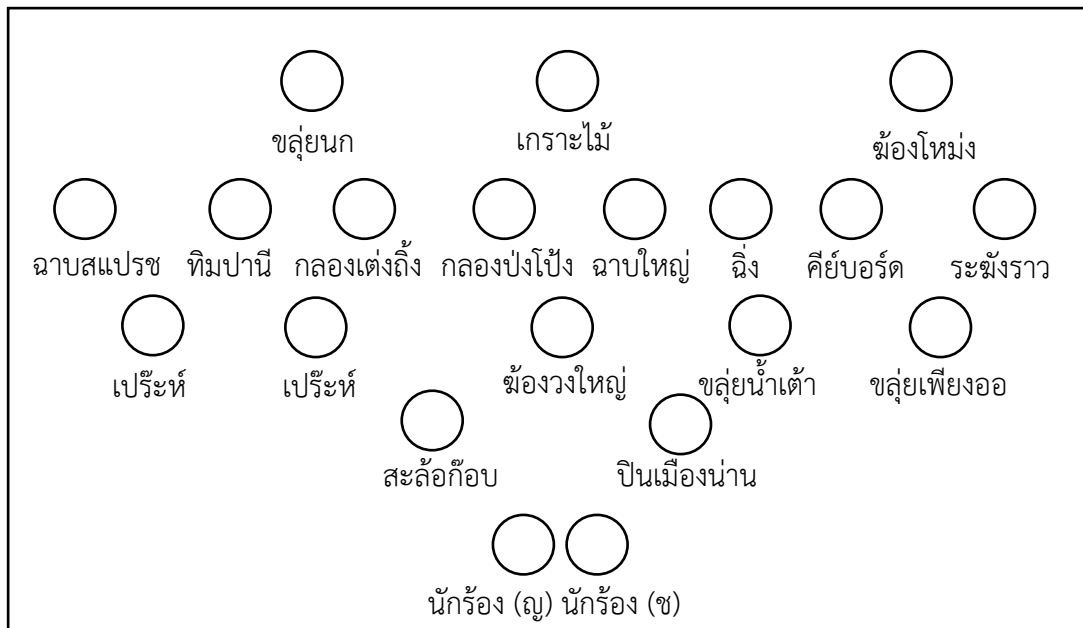 ขลุ่ยนก เกราะไม้ ฆ้องโหม่ง
ฉาบสแปรช ทิมปานี กลองเต่งถิ้ง กลองป่งโป้ง ฉาบใหญ่ ฉิ่ง คีย์บอร์ด ระฆังราว
เปร๊ะห์ เปร๊ะห์ ฆ้องวงใหญ่ ขลุ่ยน้ำเต้า ขลุ่ยเพียงออ
สะล้อก๊อบ ปินเมืองน่าน
นักร้อง (ญ) นักร้อง (ช)